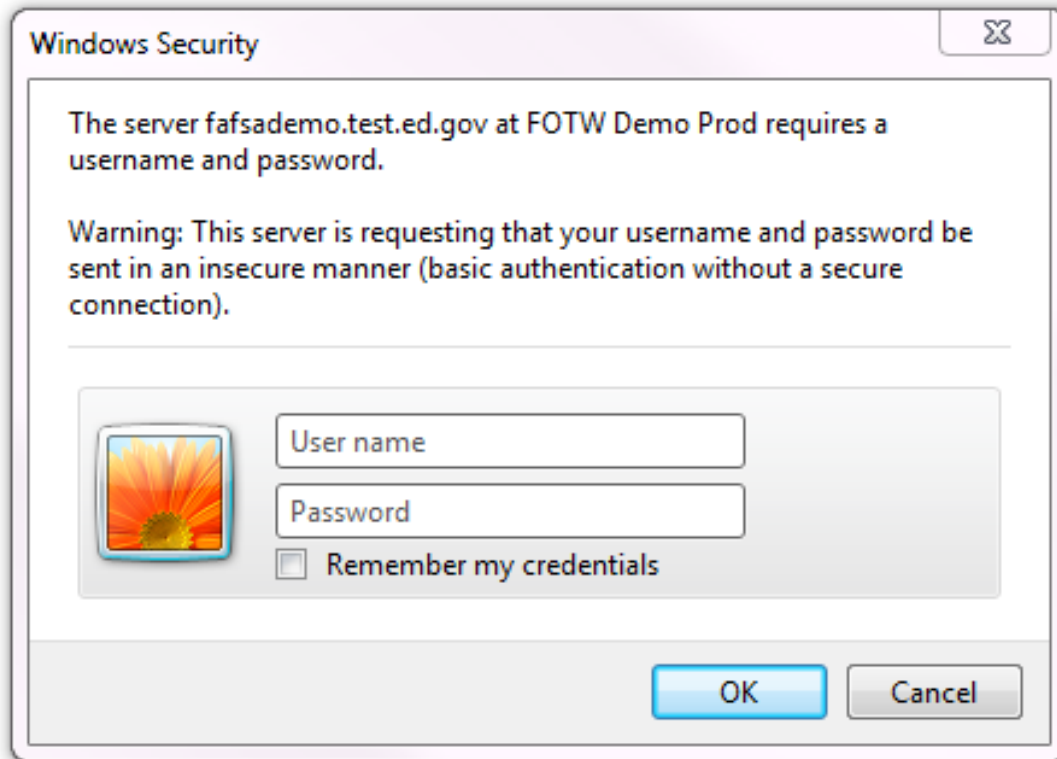 Windows Security
The server fafsademo.test.ed.gov at FOTW Demo Prod requires a
username and password.
Warning: This server is requesting that your username and password be
sent in an insecure manner (basic authentication without a secure
connection).
User name
Password
Remember my credentials
OK
Cancel